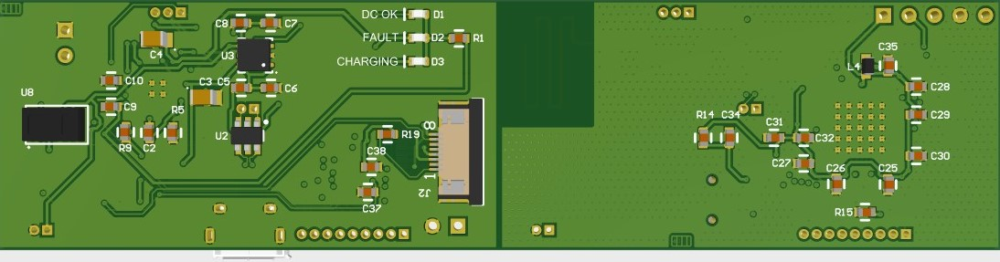 DC OK
D1
FAULT
D2
CHARGING
D3
R1
C8
C7
U3
C4
C10
C9
C3
C5
C6
U8
R5
R9
C2
U2
R19
8
C38
1
J2
C37
L4
C35
C28
C29
R14
C34
C31
C32
C27
C30
C26
C25
R15